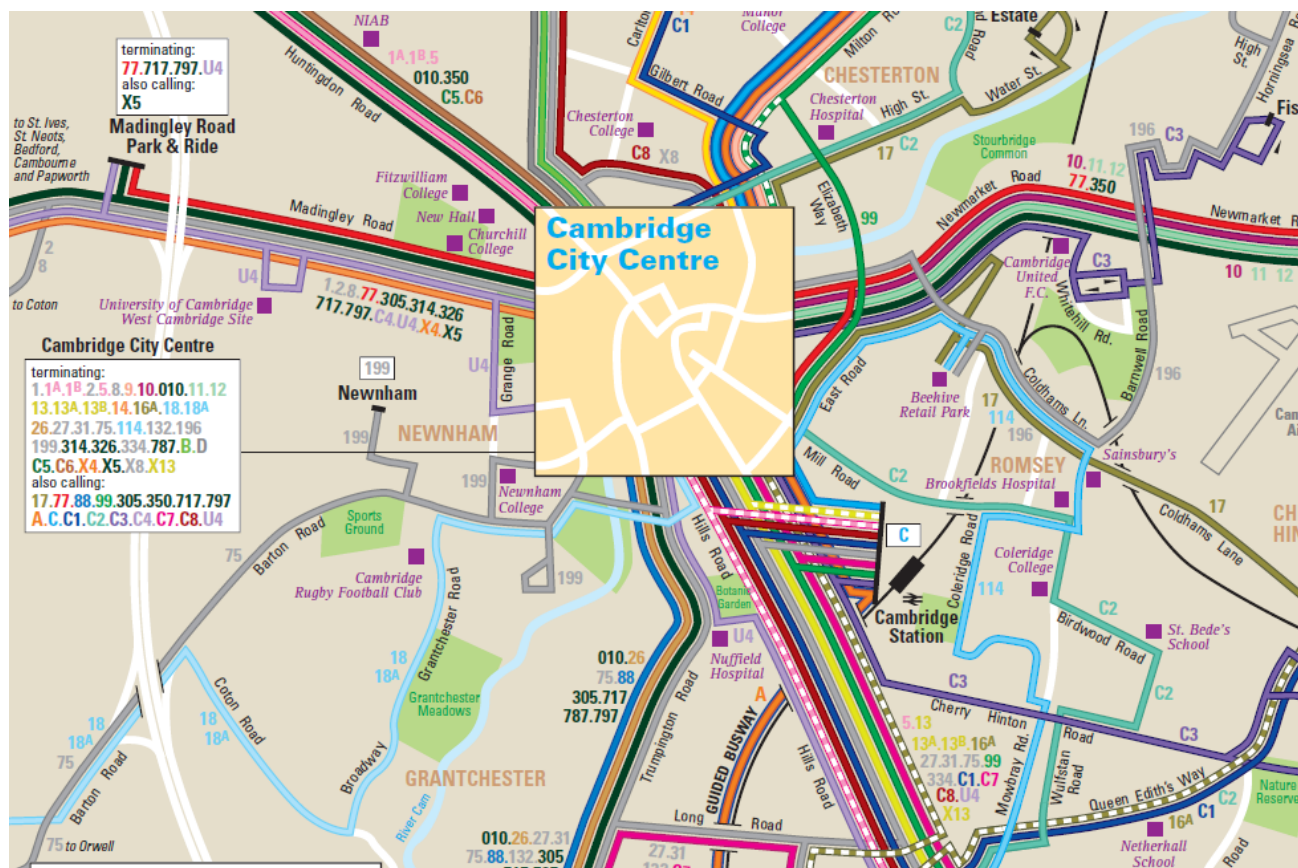 NIAB
1A.1B.5
010.350
C5.C6
Huntingdon Road
terminating:
77.717.797.U4
also calling:
X5
Madingley Road
Park & Ride
to St. Ives,
St. Neots,
Bedford,
Cambourne
and Papworth
Madingley Road
2
8
to Coton
U4
University of Cambridge
West Cambridge Site
1.2.8.77.305.314.326
717.797.C4.U4.X4.X5
Fitzwilliam
College
New Hall
Churchill
College
Chesterton
College
C8
X8
C1
Gilbert Road
Manor
College
Milton
CHESTERTON
Chesterton
Hospital
High St.
C2
Road
Estate
Water St.
17
C2
Stourbridge
Common
Elizabeth
Way
99
Newmarket Road
10.11.12
77.350
196
C3
High
St.
Horningsea
Fis
Newmarket R
10
11
12
Cambridge
United
F.C.
C3
Whitehill Rd.
Barnwell Road
196
Cambridge
City Centre
Cambridge City Centre
terminating:
1.1A.1B.2.5.8.9.10.010.11.12
13.13A.13B.14.16A.18.18A
26.27.31.75.114.132.196
199.314.326.334.787.B.D
C5.C6.X4.X5.X8.X13
also calling:
17.77.88.99.305.350.717.797
A.C.C1.C2.C3.C4.C7.C8.U4
199
Newnham
199
NEWNHAM
U4
Grange Road
199
Newnham
College
199
Sports
Ground
Barton Road
75
Cambridge
Rugby Football Club
Grantchester Road
18
18A
Grantchester
Meadows
18
18A
18
18A
Coton Road
Broadway
75
Barton Road
75 to Orwell
GRANTCHESTER
River Cam
East Road
Beehive
Retail Park
Coldhams Ln.
17
114
196
Mill Road
C2
ROMSEY
Sainsbury's
Brookfields Hospital
17
Coldhams Lane
CH
HIN
Cam
Ai
C
Cambridge
Station
Coleridge Road
114
Coleridge
College
C2
Birdwood Road
St. Bede's
School
C2
Hills Road
Botanic
Garden
U4
Nuffield
Hospital
010.26
75.88
305.717
787.797
Trumpington Road
A
GUIDED BUSWAY
Hills Road
Long Road
C3
Cherry Hinton Road
C3
5.13
13A.13B.16A
27.31.75.99
334.C1.C7
C8.U4
X13
Mowbray Rd.
Wulfstan
Road
Queen Edith's Way
C2
C1
16A
Netherhall
School
Nature
Reserve
010.26.27.31
75.88.132.305
27.31